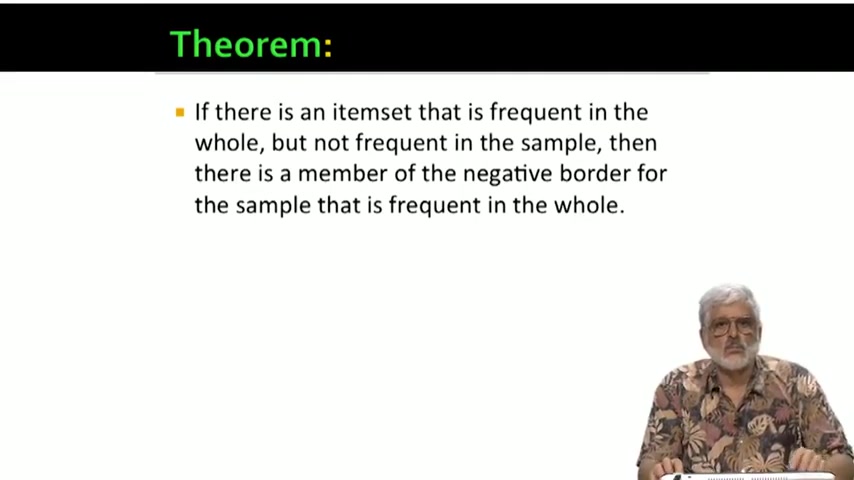 Theorem:
If there is an itemset that is frequent in the
whole, but not frequent in the sample, then
there is a member of the negative border for
the sample that is frequent in the whole.